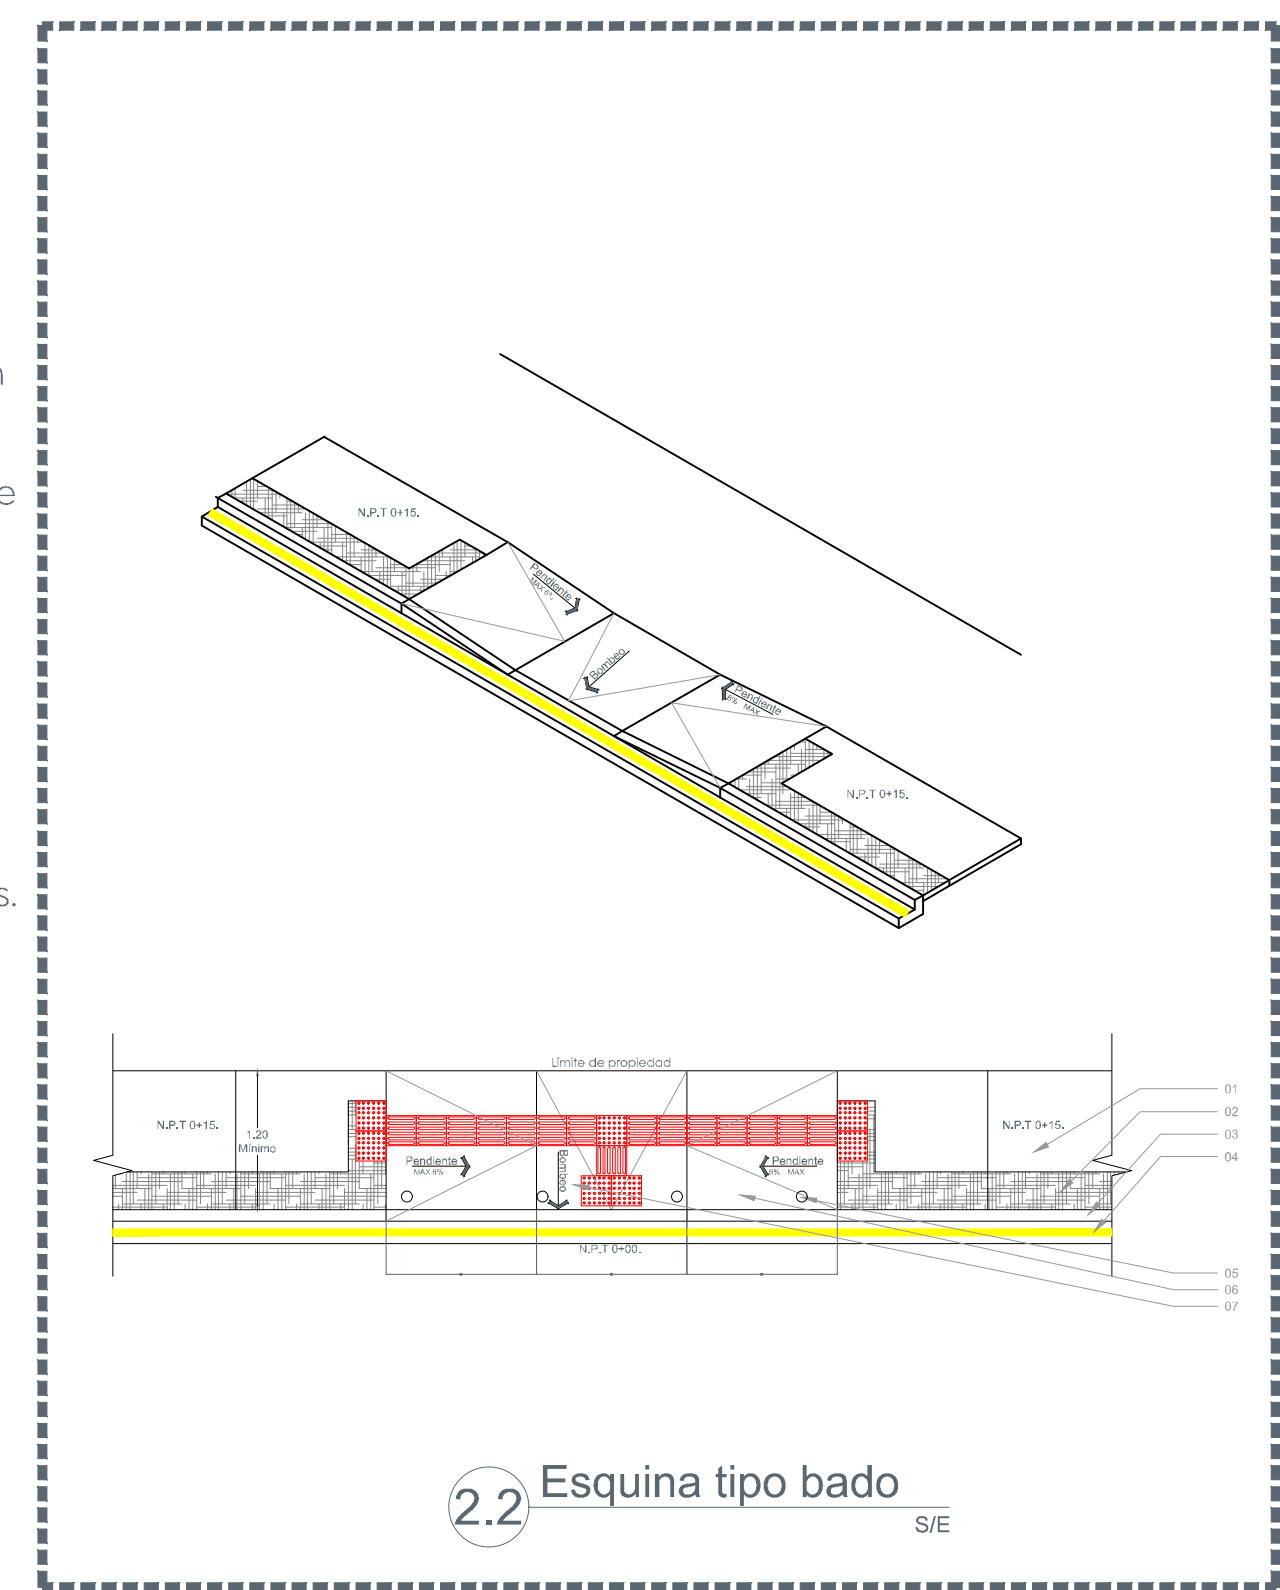 n
e
s.
N.P.T 0+15.
Pendiente
MAX 6%
Bombeo
Pendiente
6% MAX
N.P.T 0+15.
Límite de propiedad
N.P.T 0+15.
1.20
Mínimo
Pendiente
MAX 6%
Bombeo
Pendiente
6% MAX
N.P.T 0+15.
N.P.T 0+00.
01
02
03
04
05
06
07
2.2 Esquina tipo bado
S/E